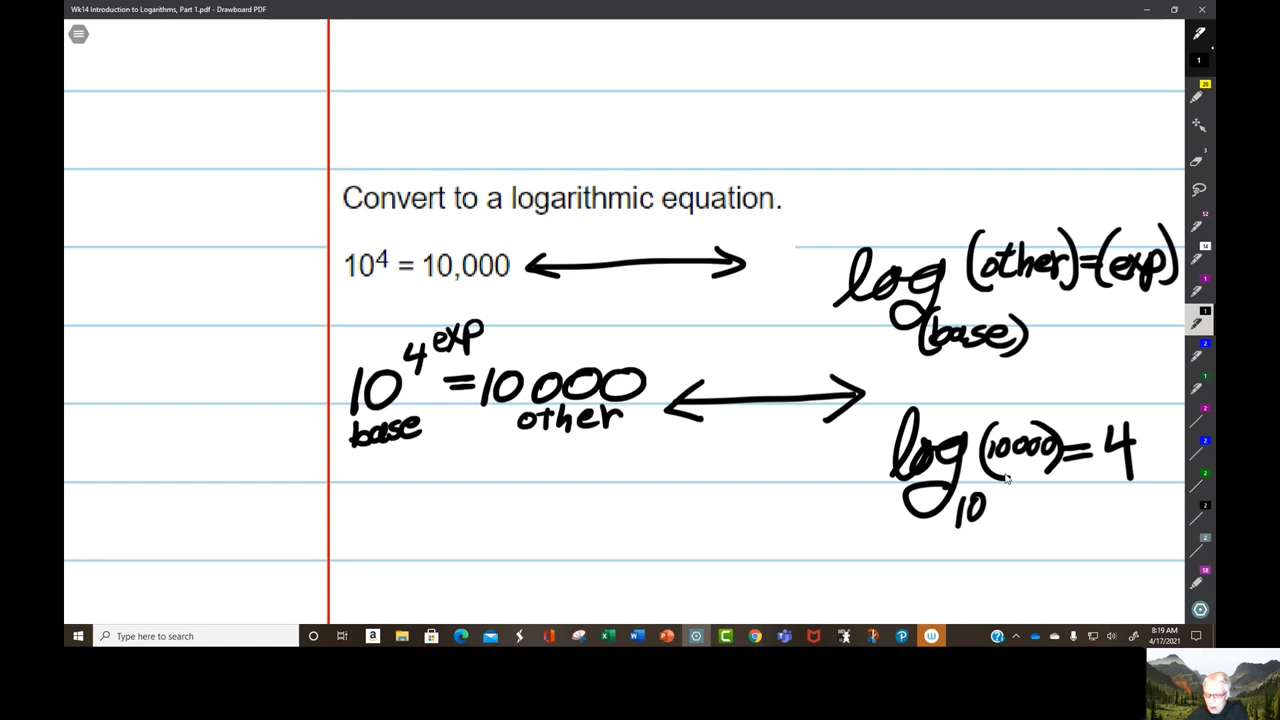 Wk14 Introduction to Logarithms, Part 1.pdf - Drawboard PDF
Convert to a logarithmic equation.
10⁴ = 10,000
log (other)=(exp)
(base)
10 4 exp =10000
base other
log (10000)= 4
10
Type here to search
8:19 AM
4/17/2021